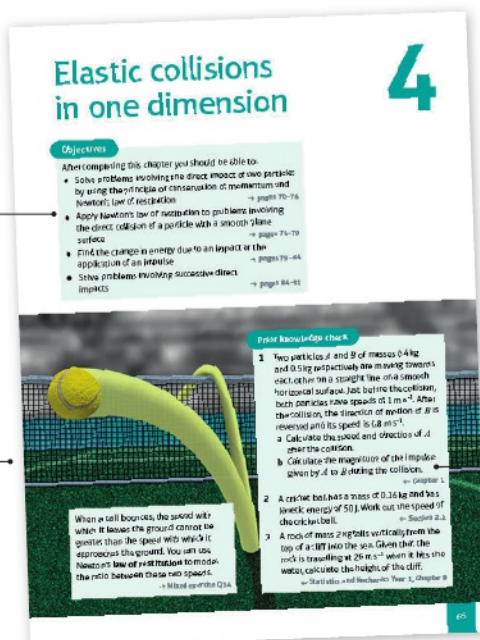 Elastic collisions
in one dimension
4
Objectives
After completing this chapter you should be able to:
• Solve problems involving the direct impact of two particles
by using the principle of conservation of momentum and
Newton's law of restitution → pages 70–76
• Apply Newton's law of restitution to problems involving
the direct collision of a particle with a smooth plane
surface → pages 76–79
• Find the change in energy due to an impact or the
application of an impulse → pages 79–84
• Solve problems involving successive direct
impacts → pages 84–91
Prior knowledge check
1 Two particles A and B of masses 0.4 kg
and 0.5 kg respectively are moving towards
each other on a straight line on a smooth
horizontal surface. Just before the collision,
both particles have speeds of 1 m s⁻¹. After
the collision, the direction of motion of B is
reversed and its speed is 0.8 m s⁻¹.
a Calculate the speed and direction of A
after the collision.
b Calculate the magnitude of the impulse
given by A to B during the collision.
← Chapter 1
2 A cricket ball has a mass of 0.16 kg and has
kinetic energy of 50 J. Work out the speed of
the cricket ball. ← Section 2.2
3 A rock of mass 2 kg falls vertically from the
top of a cliff into the sea. Given that the
rock is travelling at 26 m s⁻¹ when it hits the
water, calculate the height of the cliff.
← Statistics and Mechanics Year 1, Chapter 9
When a ball bounces, the speed with
which it leaves the ground cannot be
greater than the speed with which it
approaches the ground. You can use
Newton's law of restitution to model
the ratio between these two speeds.
→ Mixed exercise Q14